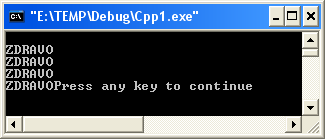 "E:\TEMP\Debug\Cpp1.exe"
ZDRAVO
ZDRAVO
ZDRAVO
ZDRAVOPress any key to continue